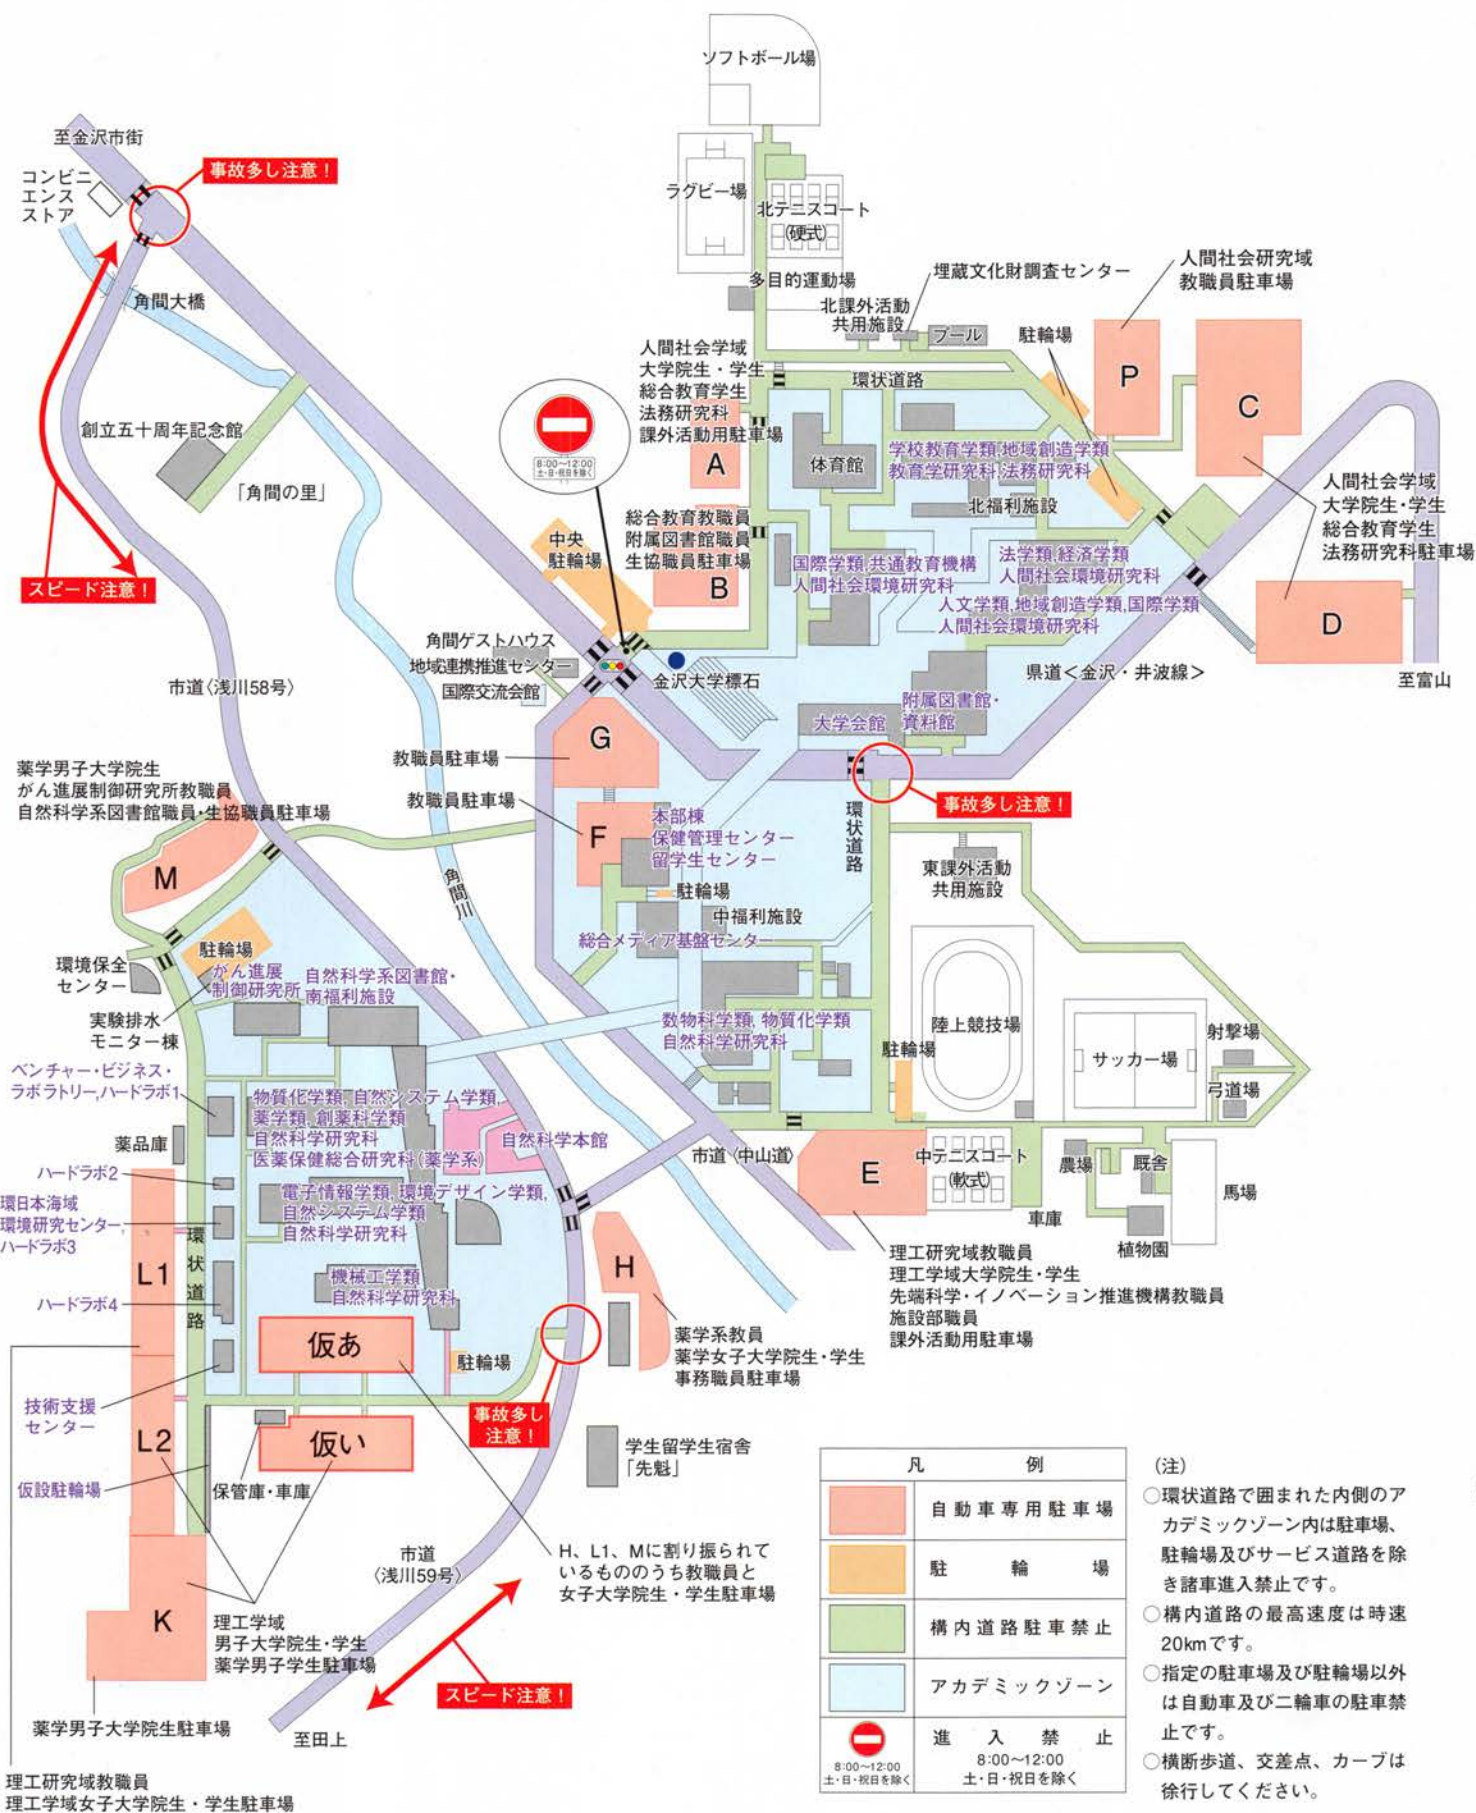 ソフトボール場
至金沢市街
事故多し注意！
コンビニ
エンス
ストア
ラグビー場
北テニスコート
(硬式)
角間大橋
多目的運動場
埋蔵文化財調査センター
北課外活動
共用施設
プール
駐輪場
人間社会研究域
教職員駐車場
P
C
人間社会学域
大学院生・学生
総合教育学生
法務研究科
課外活動用駐車場
A
環状道路
8:00〜12:00
土・日・祝日を除く
創立五十周年記念館
「角間の里」
体育館
学校教育学類,地域創造学類
教育学研究科,法務研究科
北福利施設
人間社会学域
大学院生・学生
総合教育学生
法務研究科駐車場
D
スピード注意！
中央
駐輪場
総合教育教職員
附属図書館職員
生協職員駐車場
B
国際学類,共通教育機構
人間社会環境研究科
法学類,経済学類
人間社会環境研究科
人文学類,地域創造学類,国際学類
人間社会環境研究科
角間ゲストハウス
地域連携推進センター
国際交流会館
金沢大学標石
県道＜金沢・井波線＞
至富山
市道〈浅川58号〉
大学会館
附属図書館・
資料館
G
教職員駐車場
教職員駐車場
F
事故多し注意！
環状道路
薬学男子大学院生
がん進展制御研究所教職員
自然科学系図書館職員・生協職員駐車場
M
本部棟
保健管理センター
留学生センター
駐輪場
角間川
中福利施設
総合メディア基盤センター
東課外活動
共用施設
駐輪場
環境保全
センター
がん進展
制御研究所
自然科学系図書館・
南福利施設
実験排水
モニター棟
数物科学類,物質化学類
自然科学研究科
駐輪場
陸上競技場
サッカー場
射撃場
弓道場
ベンチャー・ビジネス・
ラボラトリー,ハードラボ1
薬品庫
物質化学類,自然システム学類,
薬学類,創薬科学類
自然科学研究科
医薬保健総合研究科(薬学系)
自然科学本館
市道〈中山道〉
E
中テニスコート
(軟式)
農場
厩舎
馬場
車庫
植物園
ハードラボ2
環日本海域
環境研究センター,
ハードラボ3
電子情報学類,環境デザイン学類,
自然システム学類
自然科学研究科
環状道路
L1
ハードラボ4
機械工学類
自然科学研究科
H
理工研究域教職員
理工学域大学院生・学生
先端科学・イノベーション推進機構教職員
施設部職員
課外活動用駐車場
薬学系教員
薬学女子大学院生・学生
事務職員駐車場
仮あ
駐輪場
技術支援
センター
事故多し
注意！
L2
仮い
仮設駐輪場
保管庫・車庫
学生留学生宿舎
「先魁」
市道
〈浅川59号〉
H、L1、Mに割り振られて
いるもののうち教職員と
女子大学院生・学生駐車場
K
理工学域
男子大学院生・学生
薬学男子学生駐車場
スピード注意！
薬学男子大学院生駐車場
至田上
理工研究域教職員
理工学域女子大学院生・学生駐車場
凡例
自動車専用駐車場
駐輪場
構内道路駐車禁止
アカデミックゾーン
8:00〜12:00
土・日・祝日を除く
進入禁止
8:00〜12:00
土・日・祝日を除く
(注)
○環状道路で囲まれた内側のア
カデミックゾーン内は駐車場、
駐輪場及びサービス道路を除
き諸車進入禁止です。
○構内道路の最高速度は時速
20kmです。
○指定の駐車場及び駐輪場以外
は自動車及び二輪車の駐車禁
止です。
○横断歩道、交差点、カーブは
徐行してください。